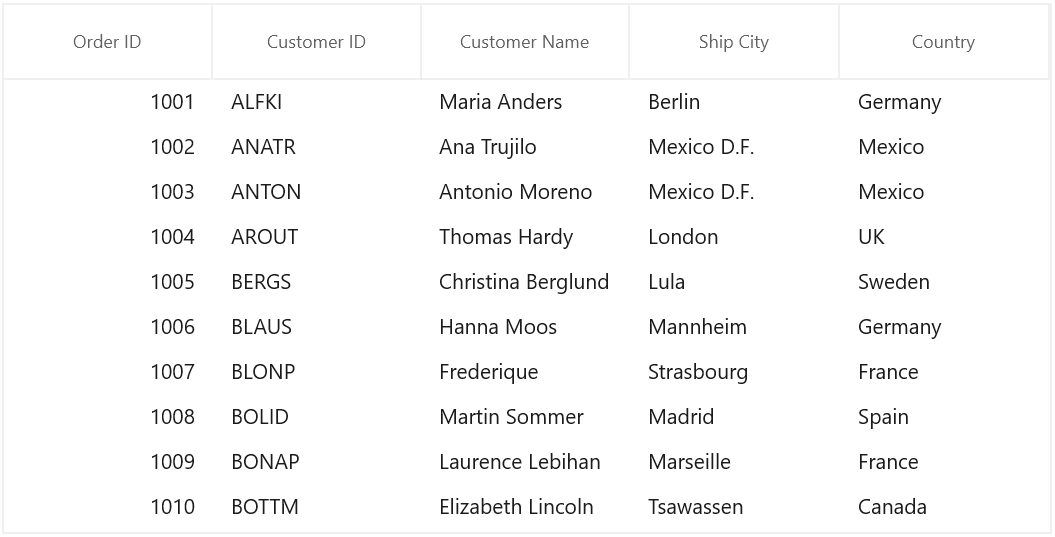 Order ID Customer ID Customer Name Ship City Country
1001 ALFKI Maria Anders Berlin Germany
1002 ANATR Ana Trujilo Mexico D.F. Mexico
1003 ANTON Antonio Moreno Mexico D.F. Mexico
1004 AROUT Thomas Hardy London UK
1005 BERGS Christina Berglund Lula Sweden
1006 BLAUS Hanna Moos Mannheim Germany
1007 BLONP Frederique Strasbourg France
1008 BOLID Martin Sommer Madrid Spain
1009 BONAP Laurence Lebihan Marseille France
1010 BOTTM Elizabeth Lincoln Tsawassen Canada